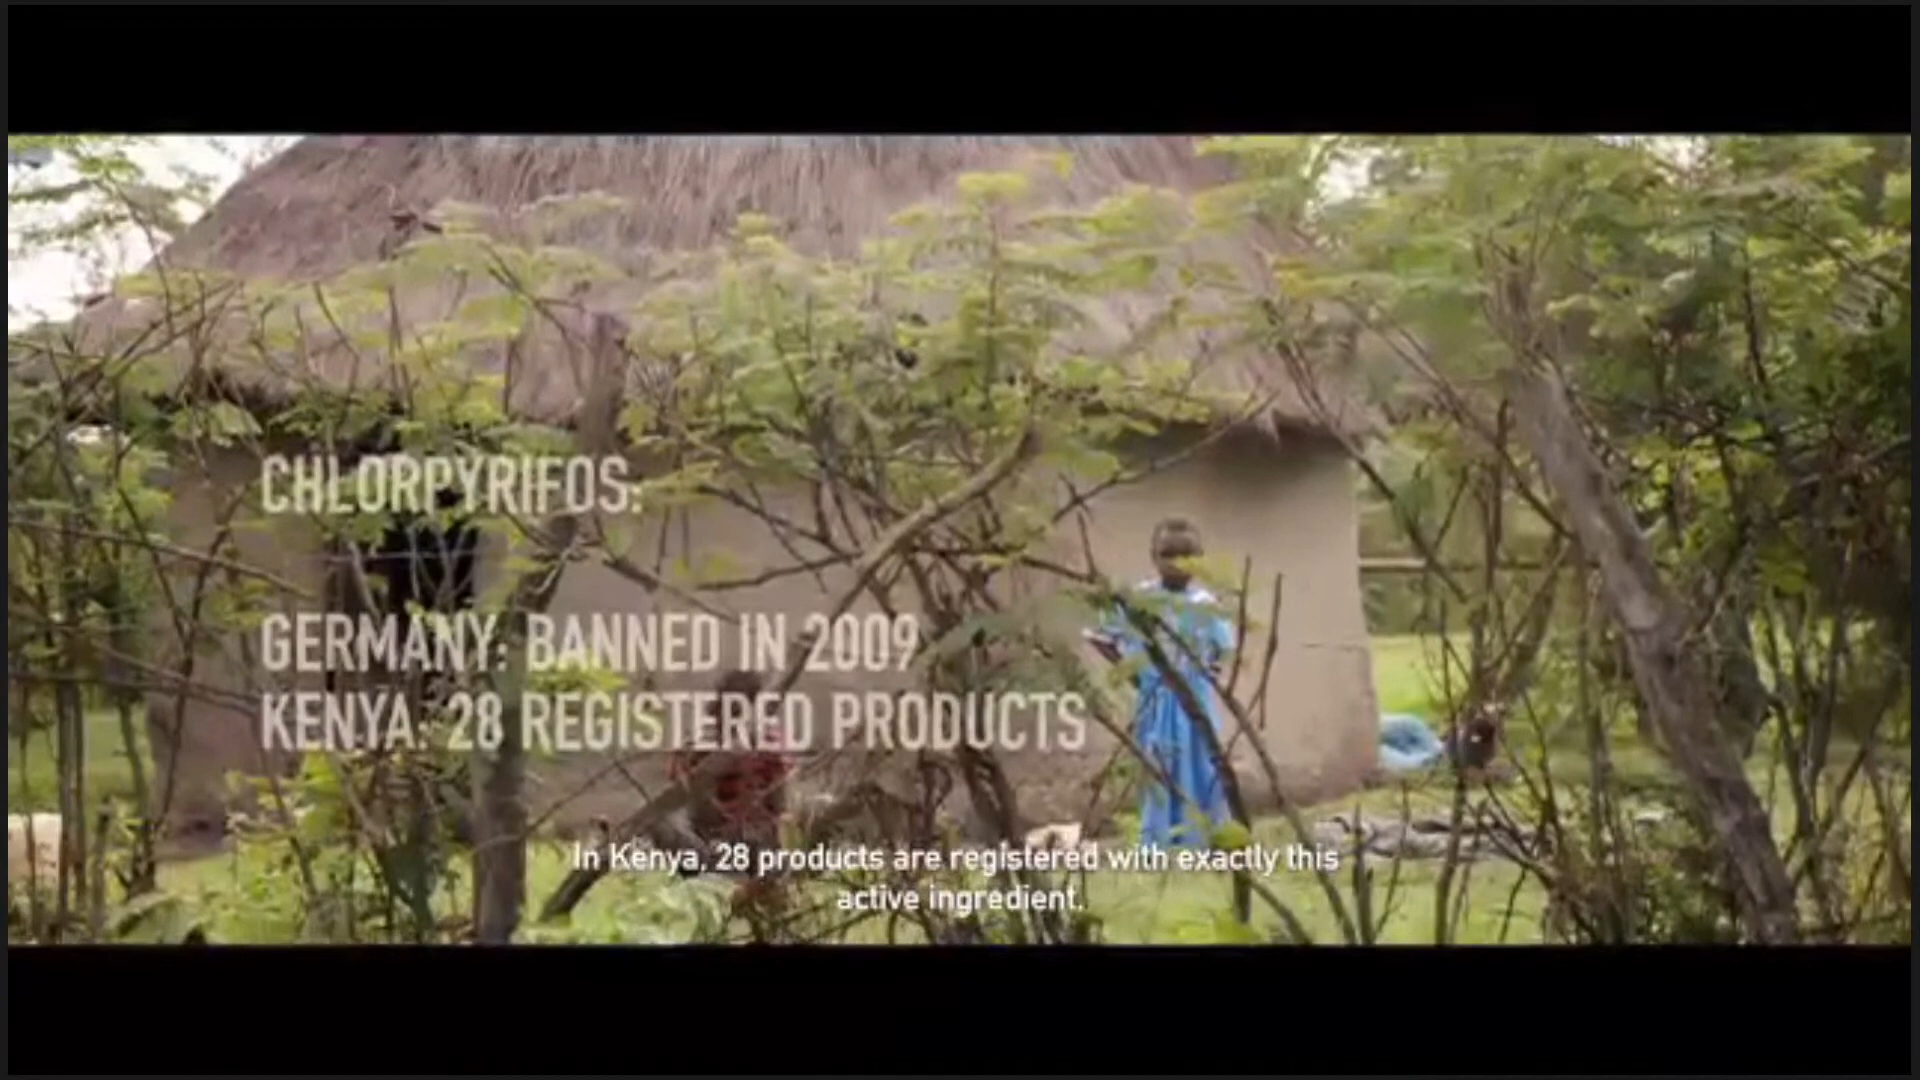 CHLORPYRIFOS:
GERMANY: BANNED IN 2009
KENYA: 28 REGISTERED PRODUCTS
In Kenya, 28 products are registered with exactly this
active ingredient.